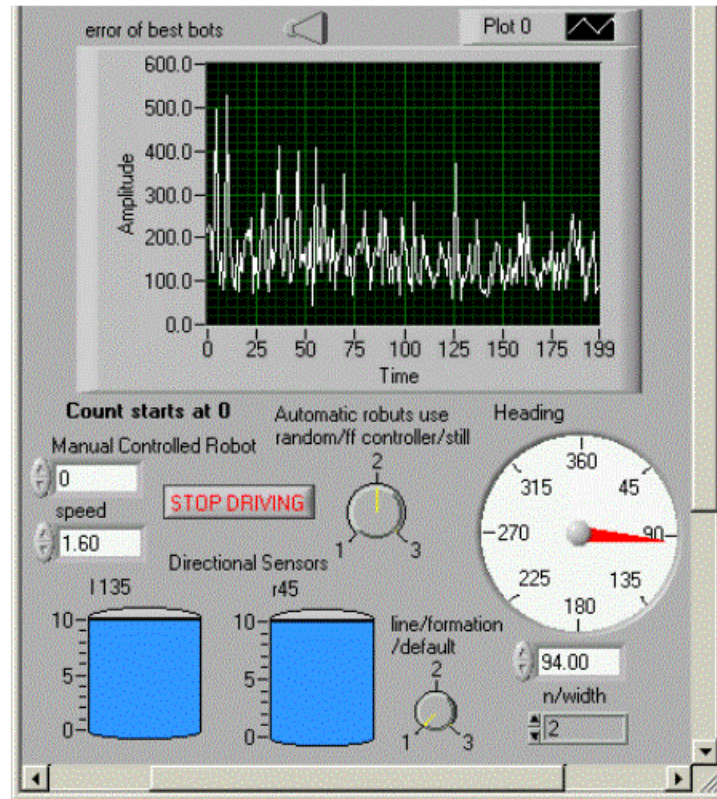 error of best bots
Plot 0
600.0
500.0
400.0
300.0
200.0
100.0
0.0
Amplitude
0 25 50 75 100 125 150 175 199
Time
Count starts at 0
Manual Controlled Robot
0
speed
1.60
STOP DRIVING
Automatic robuts use
random/ff controller/still
1 2 3
Heading
360
45
90
135
180
225
270
315
94.00
n/width
2
Directional Sensors
l135
10
5
0
r45
10
5
0
line/formation
/default
1 2 3